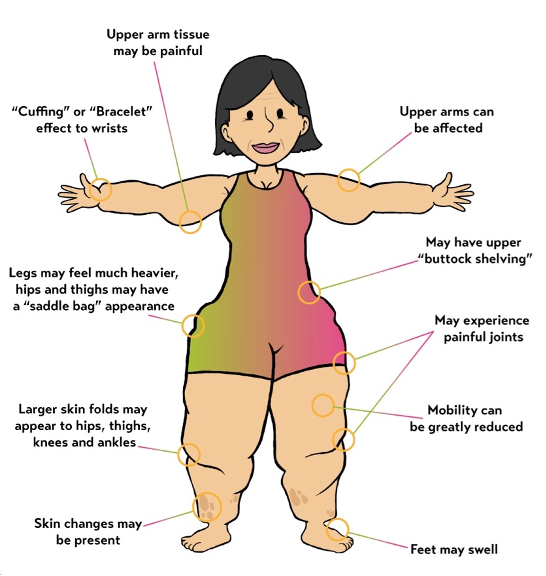 Upper arm tissue
may be painful
“Cuffing” or “Bracelet”
effect to wrists
Upper arms can
be affected
May have upper
“buttock shelving”
Legs may feel much heavier,
hips and thighs may have
a “saddle bag” appearance
May experience
painful joints
Larger skin folds may
appear to hips, thighs,
knees and ankles
Mobility can
be greatly reduced
Skin changes may
be present
Feet may swell